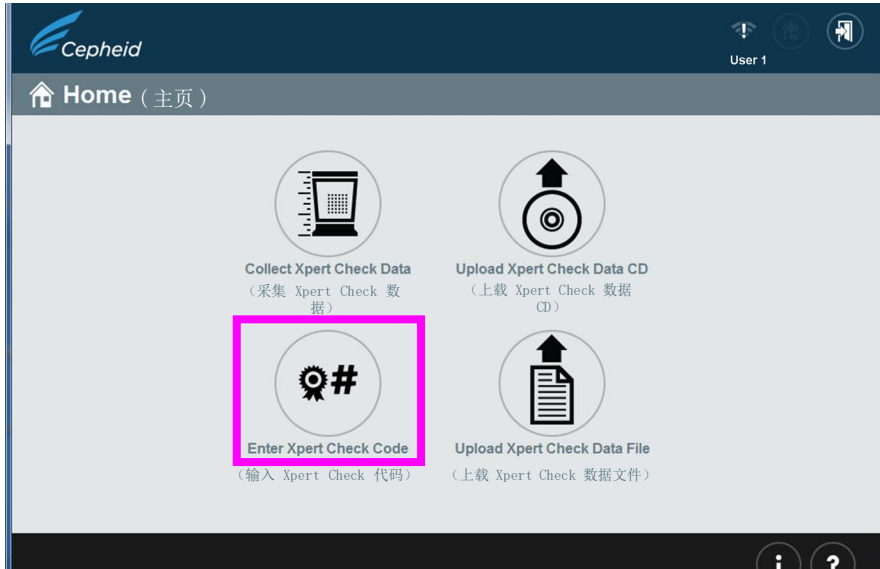 Cepheid
User 1
Home (主页)
Collect Xpert Check Data
(采集 Xpert Check 数
据)
Upload Xpert Check Data CD
(上载 Xpert Check 数据
CD)
#
Enter Xpert Check Code
(输入 Xpert Check 代码)
Upload Xpert Check Data File
(上载 Xpert Check 数据文件)
i ?